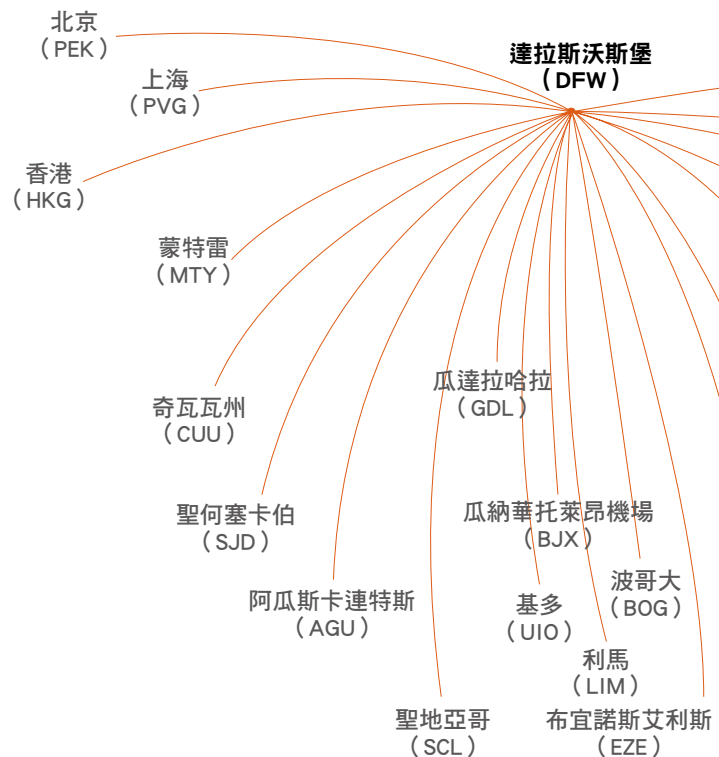 北京
（PEK）
達拉斯沃斯堡
（DFW）
上海
（PVG）
香港
（HKG）
蒙特雷
（MTY）
瓜達拉哈拉
（GDL）
奇瓦瓦州
（CUU）
聖何塞卡伯
（SJD）
瓜納華托萊昂機場
（BJX）
波哥大
（BOG）
阿瓜斯卡連特斯
（AGU）
基多
（UIO）
利馬
（LIM）
聖地亞哥
（SCL）
布宜諾斯艾利斯
（EZE）